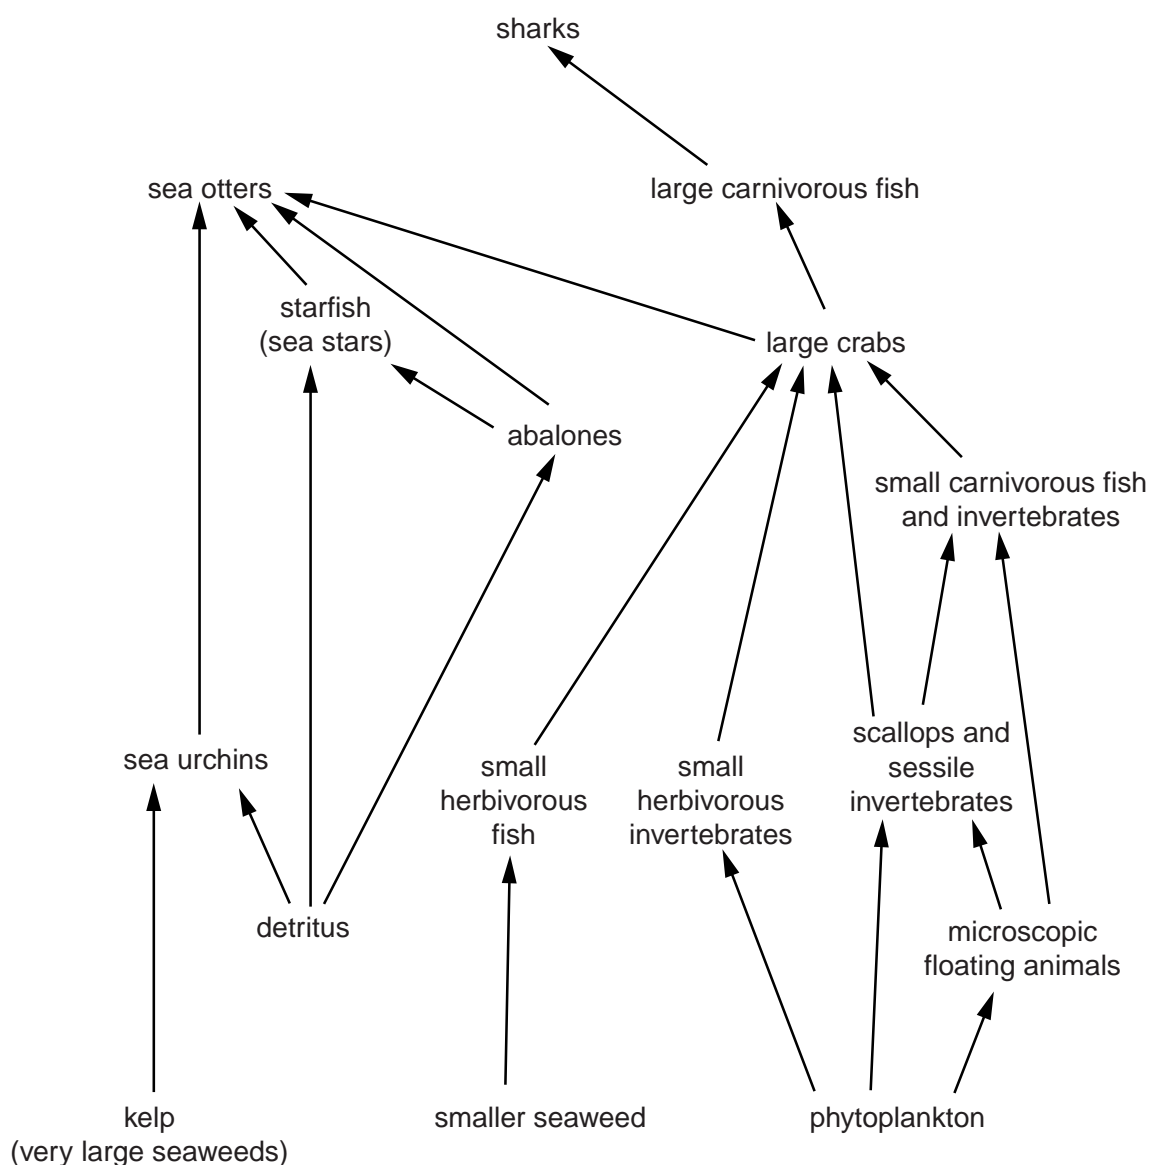 sharks
sea otters
large carnivorous fish
starfish
(sea stars)
large crabs
abalones
small carnivorous fish
and invertebrates
sea urchins
small
herbivorous
fish
small
herbivorous
invertebrates
scallops and
sessile
invertebrates
detritus
microscopic
floating animals
kelp
(very large seaweeds)
smaller seaweed
phytoplankton